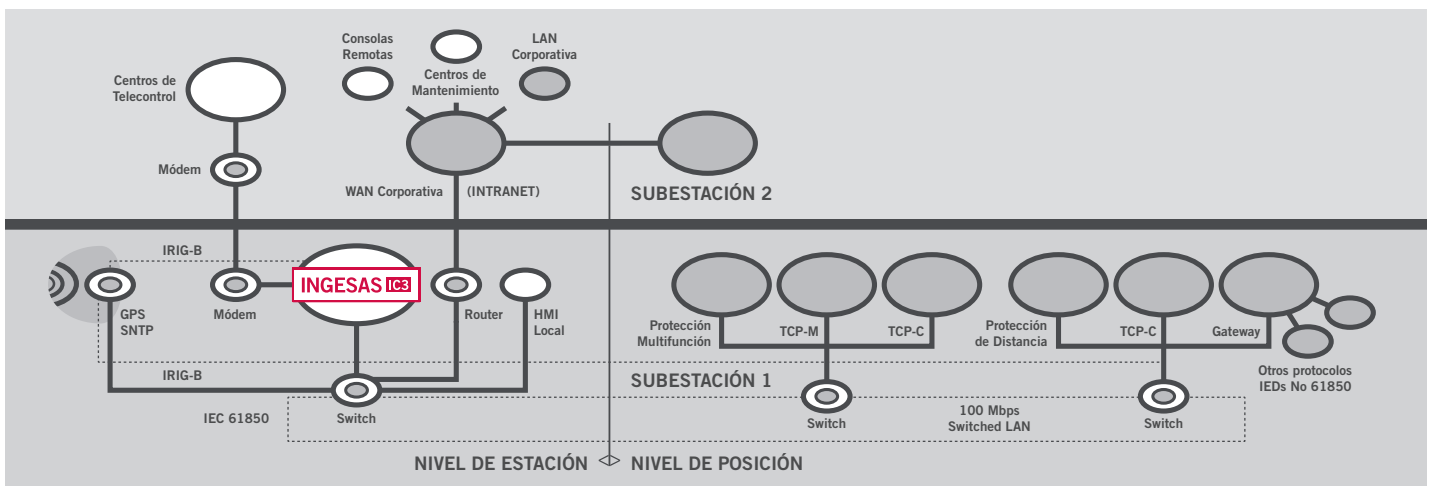 Consolas
Remotas
LAN
Corporativa
Centros de
Telecontrol
Centros de
Mantenimiento
Módem
WAN Corporativa (INTRANET)
SUBESTACIÓN 2
IRIG-B
INGESAS IC3
GPS
SNTP
Módem
Router
HMI
Local
Protección
Multifunción
TCP-M
TCP-C
Protección
de Distancia
TCP-C
Gateway
Otros protocolos
IEDs No 61850
IRIG-B
SUBESTACIÓN 1
IEC 61850
Switch
Switch
100 Mbps
Switched LAN
Switch
NIVEL DE ESTACIÓN
NIVEL DE POSICIÓN